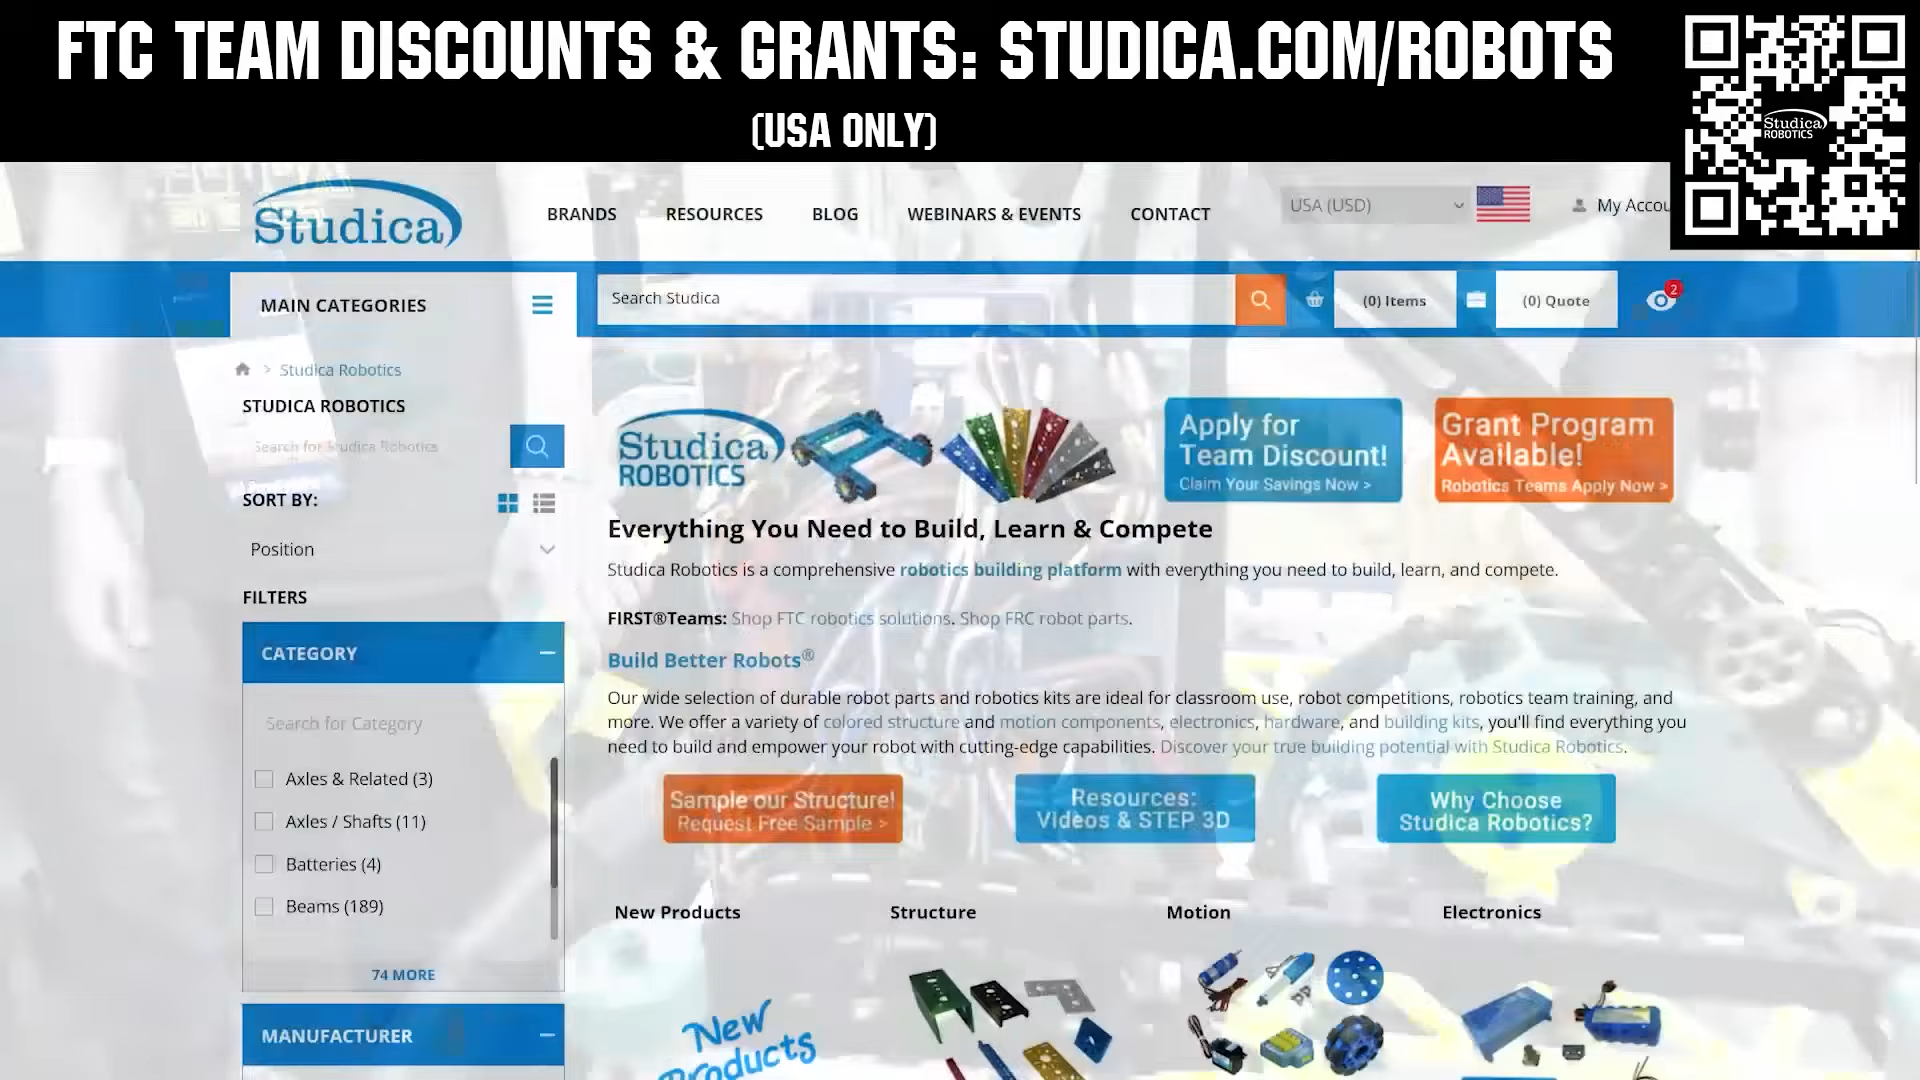 FTC TEAM DISCOUNTS & GRANTS: STUDICA.COM/ROBOTS
(USA ONLY)
Studica
ROBOTICS
Studica
BRANDS
RESOURCES
BLOG
WEBINARS & EVENTS
CONTACT
USA (USD)
My Accou
MAIN CATEGORIES
Search Studica
(0) Items
(0) Quote
2
> Studica Robotics
STUDICA ROBOTICS
Search for Studica Robotics
SORT BY:
Position
FILTERS
CATEGORY
Search for Category
Axles & Related (3)
Axles / Shafts (11)
Batteries (4)
Beams (189)
74 MORE
MANUFACTURER
Studica
ROBOTICS
Apply for
Team Discount!
Claim Your Savings Now >
Grant Program
Available!
Robotics Teams Apply Now >
Everything You Need to Build, Learn & Compete
Studica Robotics is a comprehensive robotics building platform with everything you need to build, learn, and compete.
FIRST®Teams: Shop FTC robotics solutions. Shop FRC robot parts.
Build Better Robots®
Our wide selection of durable robot parts and robotics kits are ideal for classroom use, robot competitions, robotics team training, and
more. We offer a variety of colored structure and motion components, electronics, hardware, and building kits, you'll find everything you
need to build and empower your robot with cutting-edge capabilities. Discover your true building potential with Studica Robotics.
Sample our Structure!
Request Free Sample >
Resources:
Videos & STEP 3D
Why Choose
Studica Robotics?
New Products
Structure
Motion
Electronics
New
Products